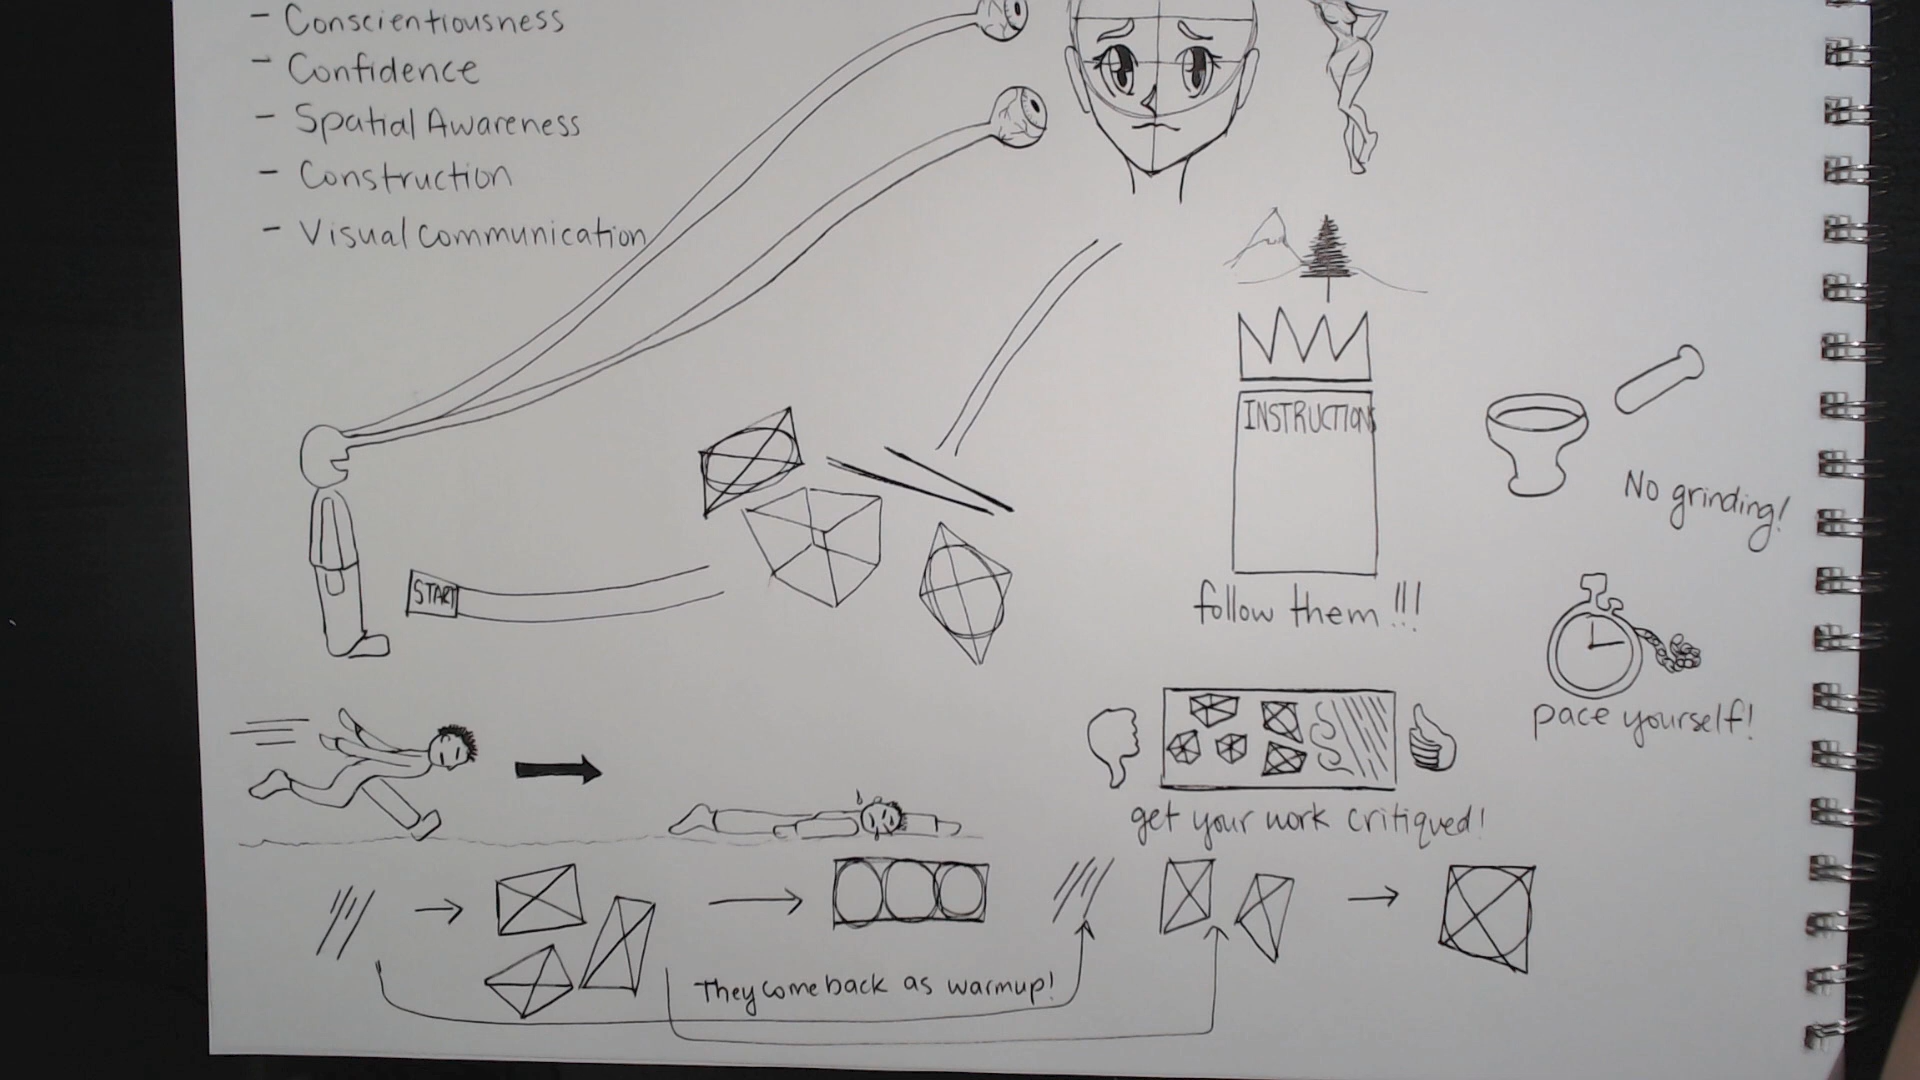 - Conscientiousness
- Confidence
- Spatial Awareness
- Construction
- Visual Communication
INSTRUCTIONS
No grinding!
START
follow them!!!
pace yourself!
get your work critiqued!
They come back as warmup!